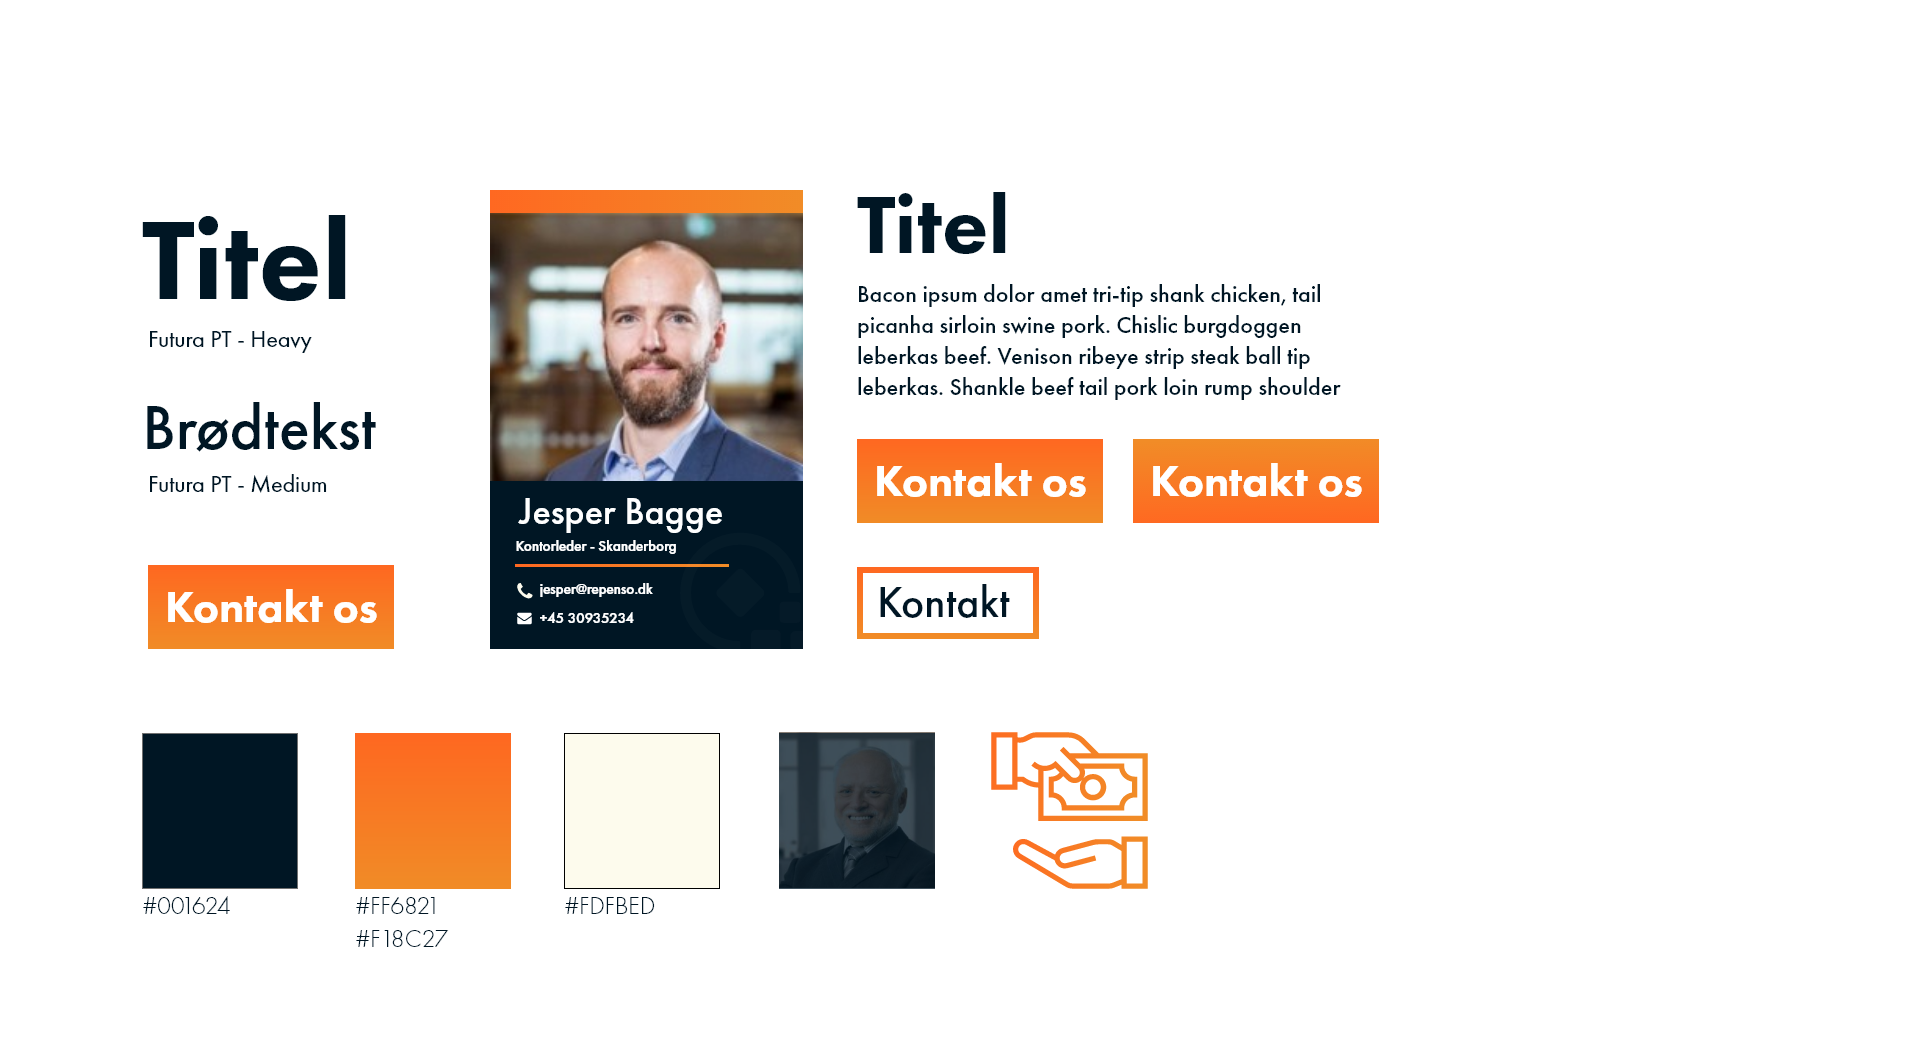 Titel
Futura PT - Heavy
Brødtekst
Futura PT - Medium
Kontakt os
Jesper Bagge
Kontorleder - Skanderborg
jesper@repenso.dk
+45 30935234
Titel
Bacon ipsum dolor amet tri-tip shank chicken, tail
picanha sirloin swine pork. Chislic burgdoggen
leberkas beef. Venison ribeye strip steak ball tip
leberkas. Shankle beef tail pork loin rump shoulder
Kontakt os
Kontakt os
Kontakt
#001624
#FF6821
#F18C27
#FDFBED